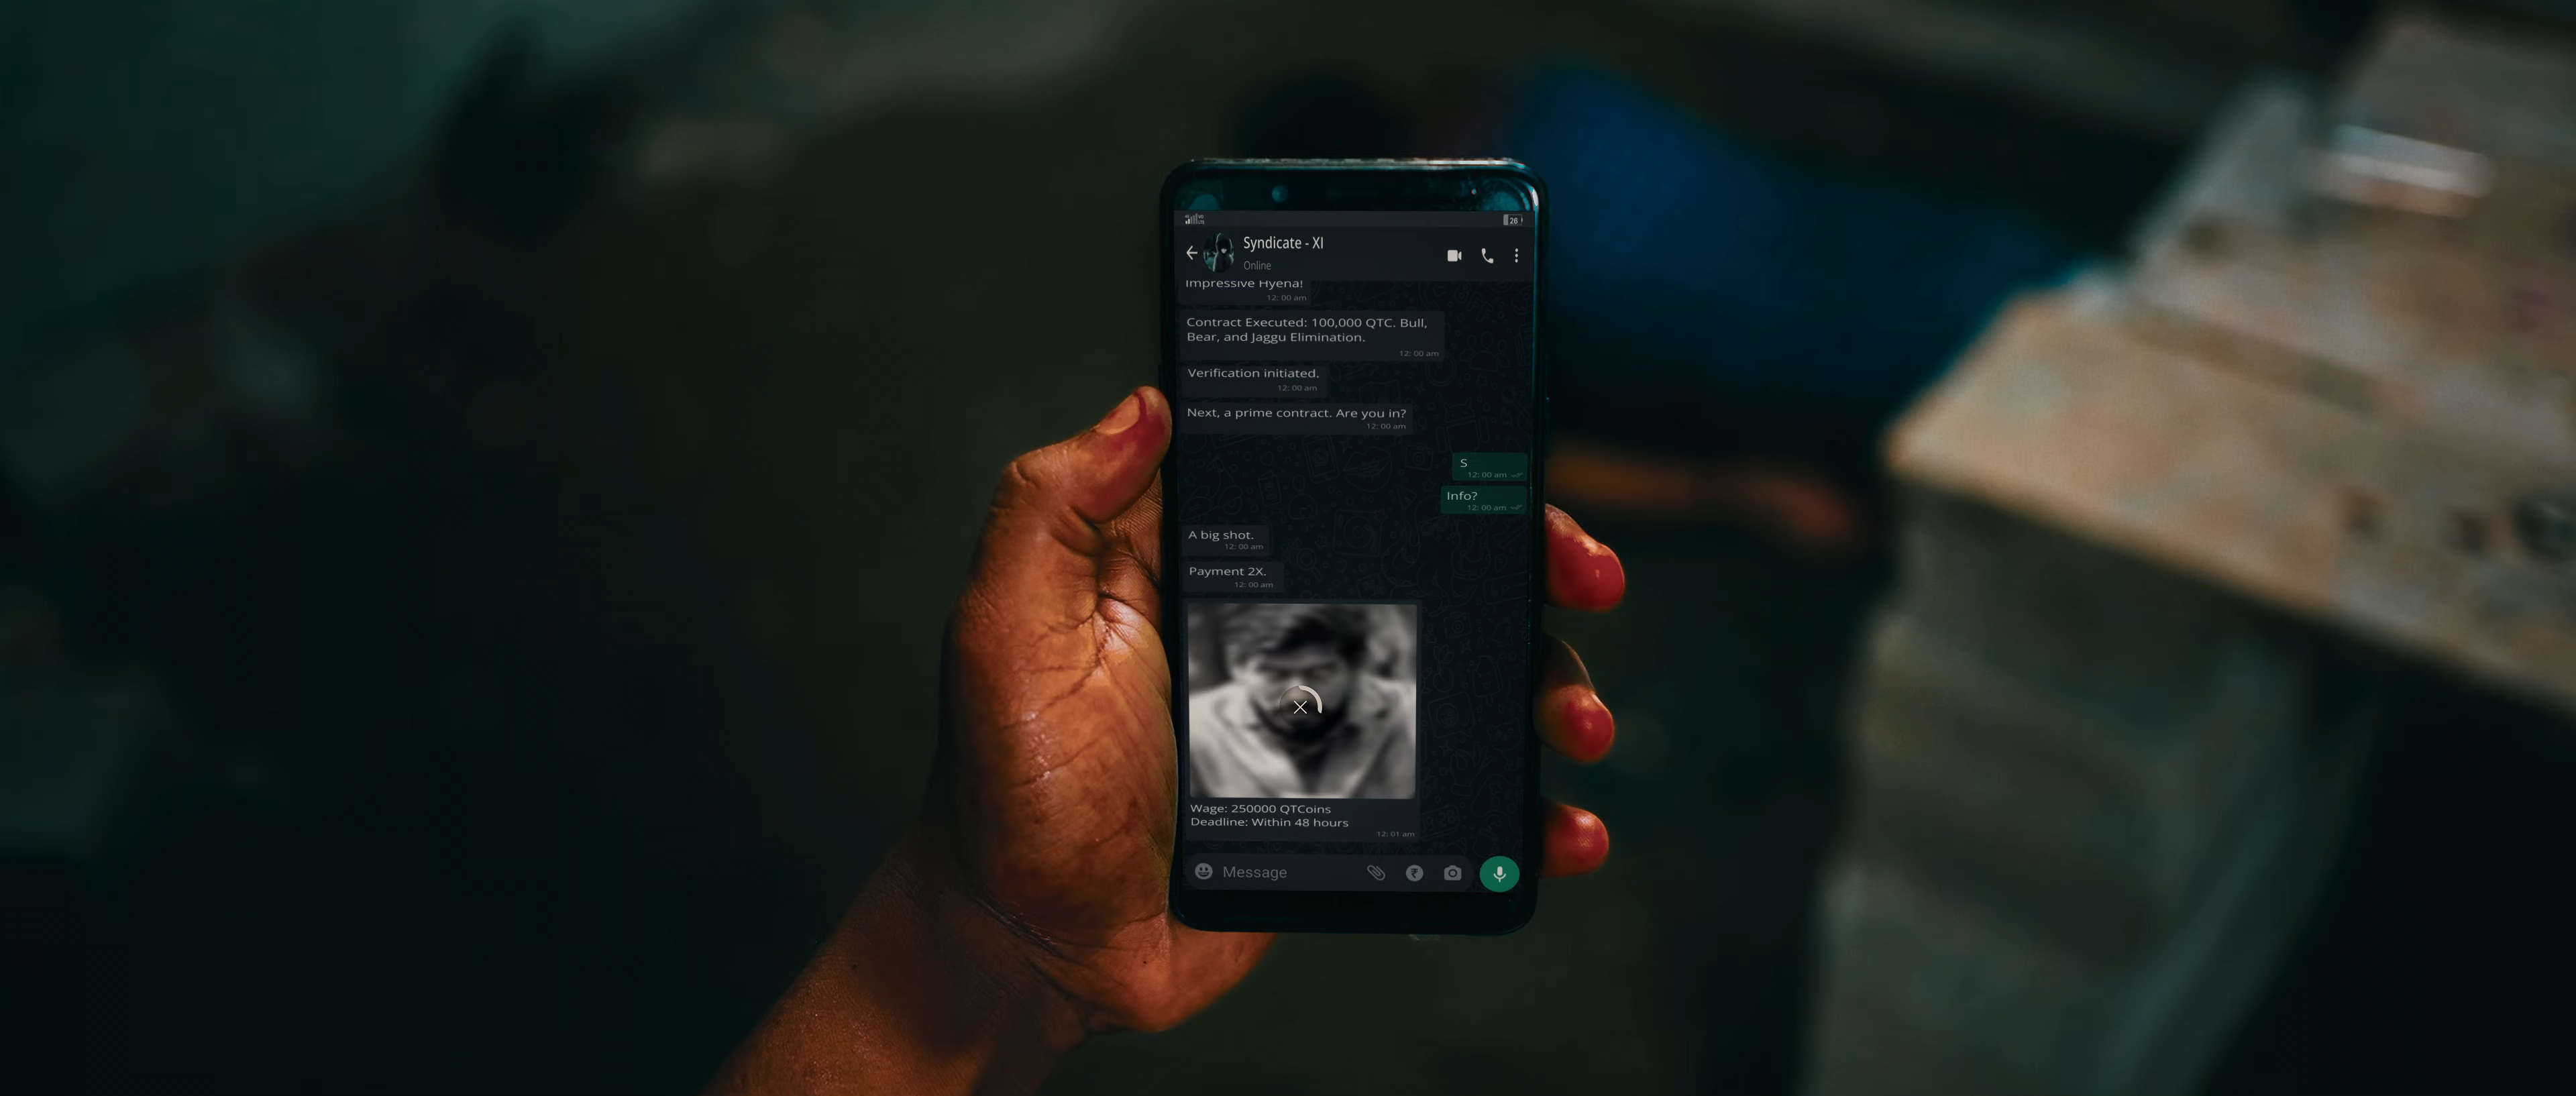 26
Syndicate - XI
Online
Impressive Hyena!
12: 00 am
Contract Executed: 100,000 QTC. Bull,
Bear, and Jaggu Elimination.
12: 00 am
Verification initiated.
12: 00 am
Next, a prime contract. Are you in?
12: 00 am
S
12: 00 am
Info?
12: 00 am
A big shot.
12: 00 am
Payment 2X.
12: 00 am
Wage: 250000 QTCoins
Deadline: Within 48 hours
12: 01 am
Message